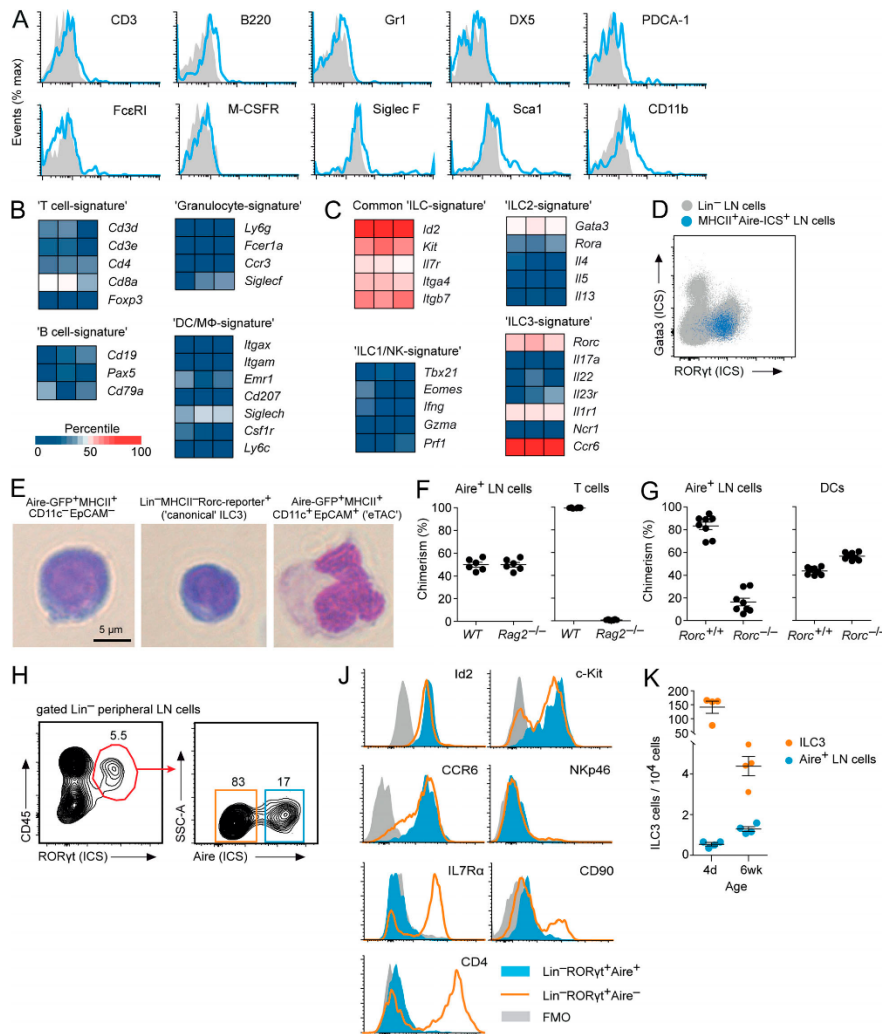 A
CD3
B220
Gr1
DX5
PDCA-1
Events (% max)
FcεRI
M-CSFR
Siglec F
Sca1
CD11b
B
'T cell-signature'
Cd3d
Cd3e
Cd4
Cd8a
Foxp3
'B cell-signature'
Cd19
Pax5
Cd79a
Percentile
0 50 100
'Granulocyte-signature'
Ly6g
Fcer1a
Ccr3
Siglecf
'DC/MΦ-signature'
Itgax
Itgam
Emr1
Cd207
Siglech
Csf1r
Ly6c
C
Common 'ILC-signature'
Id2
Kit
Il7r
Itga4
Itgb7
'ILC1/NK-signature'
Tbx21
Eomes
Ifng
Gzma
Prf1
'ILC2-signature'
Gata3
Rora
Il4
Il5
Il13
'ILC3-signature'
Rorc
Il17a
Il22
Il23r
Il1r1
Ncr1
Ccr6
D
Lin⁻ LN cells
MHCII⁺Aire-ICS⁺ LN cells
Gata3 (ICS)
RORγt (ICS)
E
Aire-GFP⁺MHCII⁺
CD11c⁻EpCAM⁻
Lin⁻MHCII⁻Rorc-reporter⁺
('canonical' ILC3)
Aire-GFP⁺MHCII⁺
CD11c⁺EpCAM⁺ ('eTAC')
5 μm
F
Aire⁺ LN cells
T cells
Chimerism (%)
100
80
60
40
20
0
WT Rag2⁻/⁻
WT Rag2⁻/⁻
G
Aire⁺ LN cells
DCs
Chimerism (%)
100
80
60
40
20
0
Rorc⁺/⁺ Rorc⁻/⁻
Rorc⁺/⁺ Rorc⁻/⁻
H
gated Lin⁻ peripheral LN cells
5.5
CD45
RORγt (ICS)
83
17
SSC-A
Aire (ICS)
J
Id2
c-Kit
CCR6
NKp46
IL7Rα
CD90
CD4
Lin⁻RORγt⁺Aire⁺
Lin⁻RORγt⁺Aire⁻
FMO
K
ILC3
Aire⁺ LN cells
ILC3 cells / 10⁴ cells
200
150
100
50
4
2
0
4d 6wk
Age